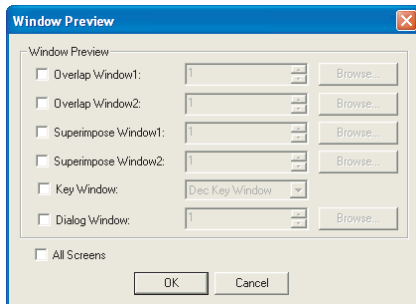 Window Preview
Window Preview
Overlap Window1: 1 Browse...
Overlap Window2: 1 Browse...
Superimpose Window1: 1 Browse...
Superimpose Window2: 1 Browse...
Key Window: Dec Key Window
Dialog Window: 1 Browse...
All Screens
OK Cancel